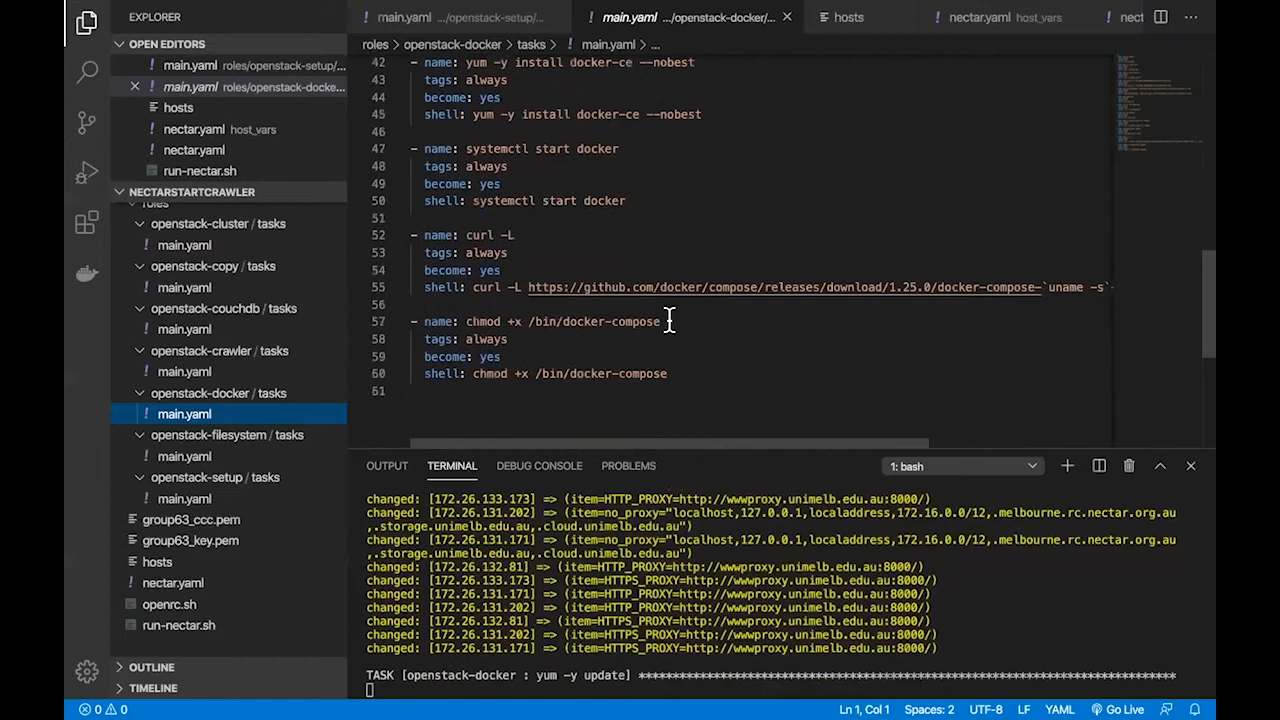 EXPLORER
OPEN EDITORS
main.yaml roles/openstack-setup/...
main.yaml roles/openstack-docke...
hosts
nectar.yaml host_vars
nectar.yaml
run-nectar.sh
NECTARSTARTCRAWLER
roles
openstack-cluster / tasks
main.yaml
openstack-copy / tasks
main.yaml
openstack-couchdb / tasks
main.yaml
openstack-crawler / tasks
main.yaml
openstack-docker / tasks
main.yaml
openstack-filesystem / tasks
main.yaml
openstack-setup / tasks
main.yaml
group63_ccc.pem
group63_key.pem
hosts
nectar.yaml
openrc.sh
run-nectar.sh
OUTLINE
TIMELINE
main.yaml .../openstack-setup/... main.yaml .../openstack-docker/... hosts nectar.yaml host_vars nect
roles > openstack-docker > tasks > ! main.yaml > ...
42 - name: yum -y install docker-ce --nobest
43 tags: always
44 become: yes
45 shell: yum -y install docker-ce --nobest
46
47 - name: systemctl start docker
48 tags: always
49 become: yes
50 shell: systemctl start docker
51
52 - name: curl -L
53 tags: always
54 become: yes
55 shell: curl -L https://github.com/docker/compose/releases/download/1.25.0/docker-compose-`uname -s`-
56
57 - name: chmod +x /bin/docker-compose
58 tags: always
59 become: yes
60 shell: chmod +x /bin/docker-compose
61
OUTPUT TERMINAL DEBUG CONSOLE PROBLEMS 1: bash
changed: [172.26.133.173] => (item=HTTP_PROXY=http://wwwproxy.unimelb.edu.au:8000/)
changed: [172.26.131.202] => (item=no_proxy="localhost,127.0.0.1,localaddress,172.16.0.0/12,.melbourne.rc.nectar.org.au
,.storage.unimelb.edu.au,.cloud.unimelb.edu.au")
changed: [172.26.131.171] => (item=no_proxy="localhost,127.0.0.1,localaddress,172.16.0.0/12,.melbourne.rc.nectar.org.au
,.storage.unimelb.edu.au,.cloud.unimelb.edu.au")
changed: [172.26.132.81] => (item=HTTP_PROXY=http://wwwproxy.unimelb.edu.au:8000/)
changed: [172.26.133.173] => (item=HTTPS_PROXY=http://wwwproxy.unimelb.edu.au:8000/)
changed: [172.26.131.171] => (item=HTTP_PROXY=http://wwwproxy.unimelb.edu.au:8000/)
changed: [172.26.131.202] => (item=HTTP_PROXY=http://wwwproxy.unimelb.edu.au:8000/)
changed: [172.26.132.81] => (item=HTTPS_PROXY=http://wwwproxy.unimelb.edu.au:8000/)
changed: [172.26.131.202] => (item=HTTPS_PROXY=http://wwwproxy.unimelb.edu.au:8000/)
changed: [172.26.131.171] => (item=HTTPS_PROXY=http://wwwproxy.unimelb.edu.au:8000/)
TASK [openstack-docker : yum -y update] ******************************************************************************
0 0 Ln 1, Col 1 Spaces: 2 UTF-8 LF YAML Go Live